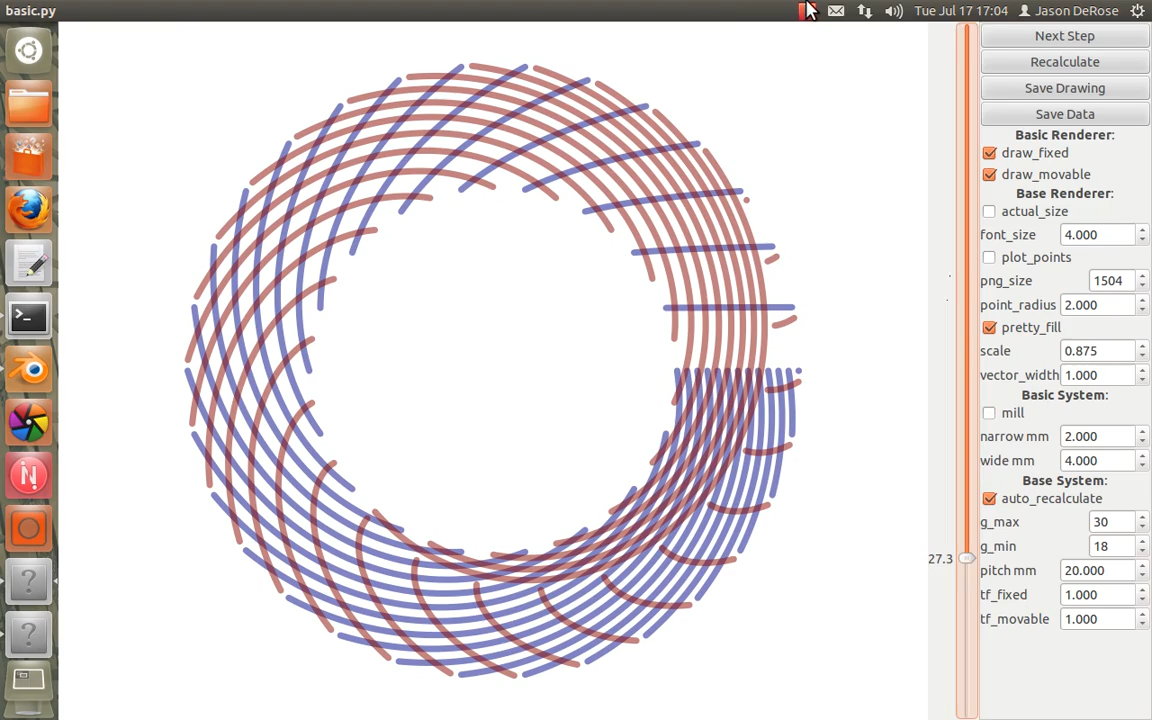 basic.py
Tue Jul 17 17:04
Jason DeRose
Next Step
Recalculate
Save Drawing
Save Data
Basic Renderer:
draw_fixed
draw_movable
Base Renderer:
actual_size
font_size 4.000
plot_points
png_size 1504
point_radius 2.000
pretty_fill
scale 0.875
vector_width 1.000
Basic System:
mill
narrow mm 2.000
wide mm 4.000
Base System:
auto_recalculate
g_max 30
g_min 18
27.3
pitch mm 20.000
tf_fixed 1.000
tf_movable 1.000